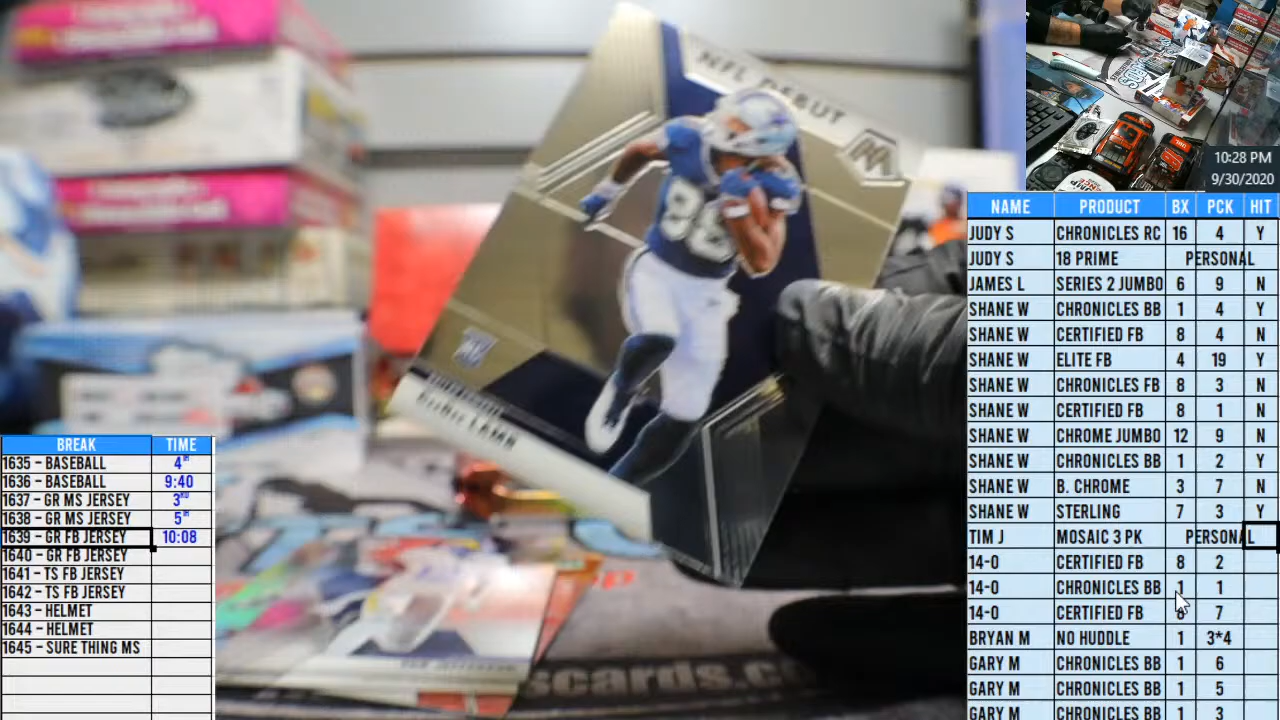 NFL DEBUT
88
CeeDee LAMB
scards.com
10:28 PM
9/30/2020
NAME PRODUCT BX PCK HIT
JUDY S CHRONICLES RC 16 4 Y
JUDY S 18 PRIME PERSONAL
JAMES L SERIES 2 JUMBO 6 9 N
SHANE W CHRONICLES BB 1 4 Y
SHANE W CERTIFIED FB 8 4 N
SHANE W ELITE FB 4 19 Y
SHANE W CHRONICLES FB 8 3 N
SHANE W CERTIFIED FB 8 1 N
SHANE W CHROME JUMBO 12 9 N
SHANE W CHRONICLES BB 1 2 Y
SHANE W B. CHROME 3 7 N
SHANE W STERLING 7 3 Y
TIM J MOSAIC 3 PK PERSONAL
14-0 CERTIFIED FB 8 2
14-0 CHRONICLES BB 1 1
14-0 CERTIFIED FB 8 7
BRYAN M NO HUDDLE 1 3*4
GARY M CHRONICLES BB 1 6
GARY M CHRONICLES BB 1 5
GARY M CHRONICLES BB 1 3
BREAK TIME
1635 - BASEBALL 4TH
1636 - BASEBALL 9:40
1637 - GR MS JERSEY 3RD
1638 - GR MS JERSEY 5TH
1639 - GR FB JERSEY 10:08
1640 - GR FB JERSEY
1641 - TS FB JERSEY
1642 - TS FB JERSEY
1643 - HELMET
1644 - HELMET
1645 - SURE THING MS